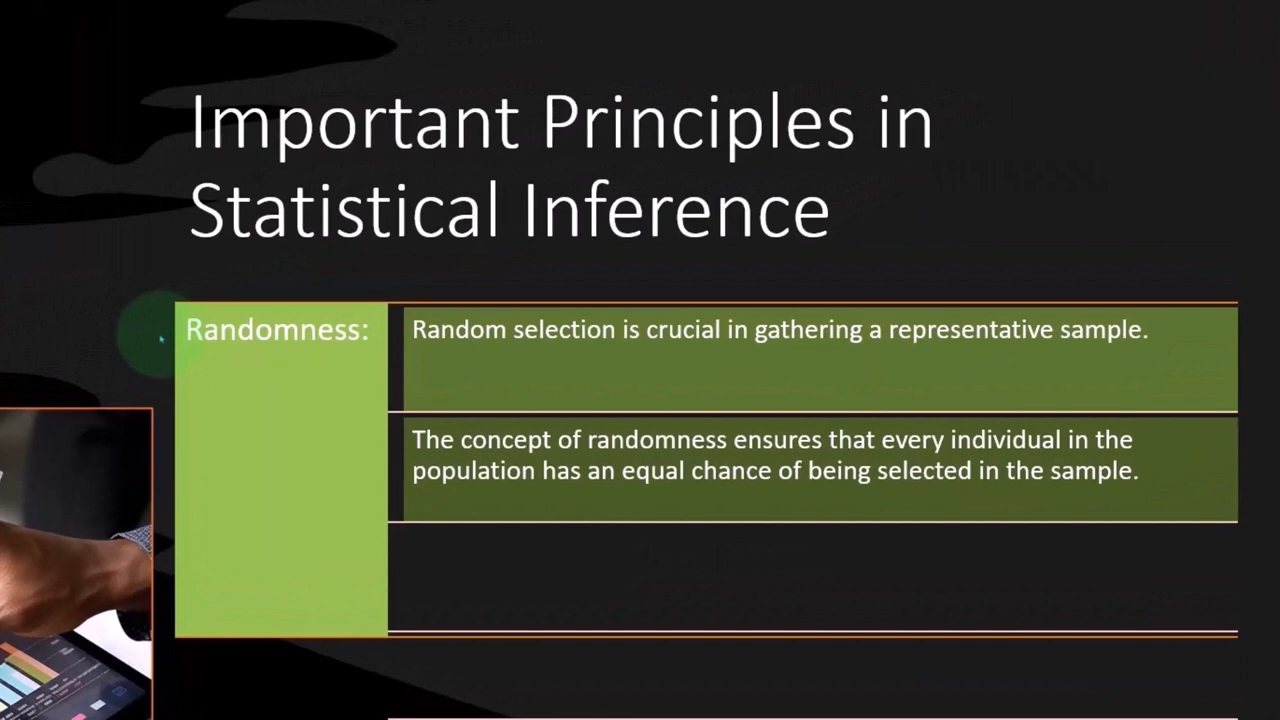 Important Principles in
Statistical Inference
Randomness:
Random selection is crucial in gathering a representative sample.
The concept of randomness ensures that every individual in the
population has an equal chance of being selected in the sample.